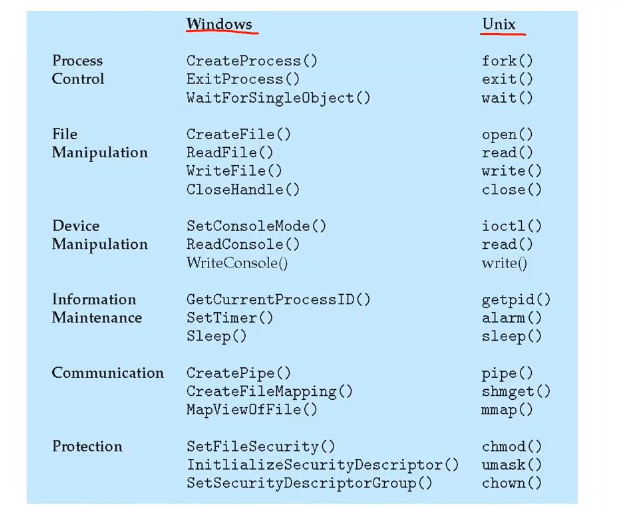 Windows Unix
Process CreateProcess() fork()
Control ExitProcess() exit()
WaitForSingleObject() wait()
File CreateFile() open()
Manipulation ReadFile() read()
WriteFile() write()
CloseHandle() close()
Device SetConsoleMode() ioctl()
Manipulation ReadConsole() read()
WriteConsole() write()
Information GetCurrentProcessID() getpid()
Maintenance SetTimer() alarm()
Sleep() sleep()
Communication CreatePipe() pipe()
CreateFileMapping() shmget()
MapViewOfFile() mmap()
Protection SetFileSecurity() chmod()
InitlializeSecurityDescriptor() umask()
SetSecurityDescriptorGroup() chown()